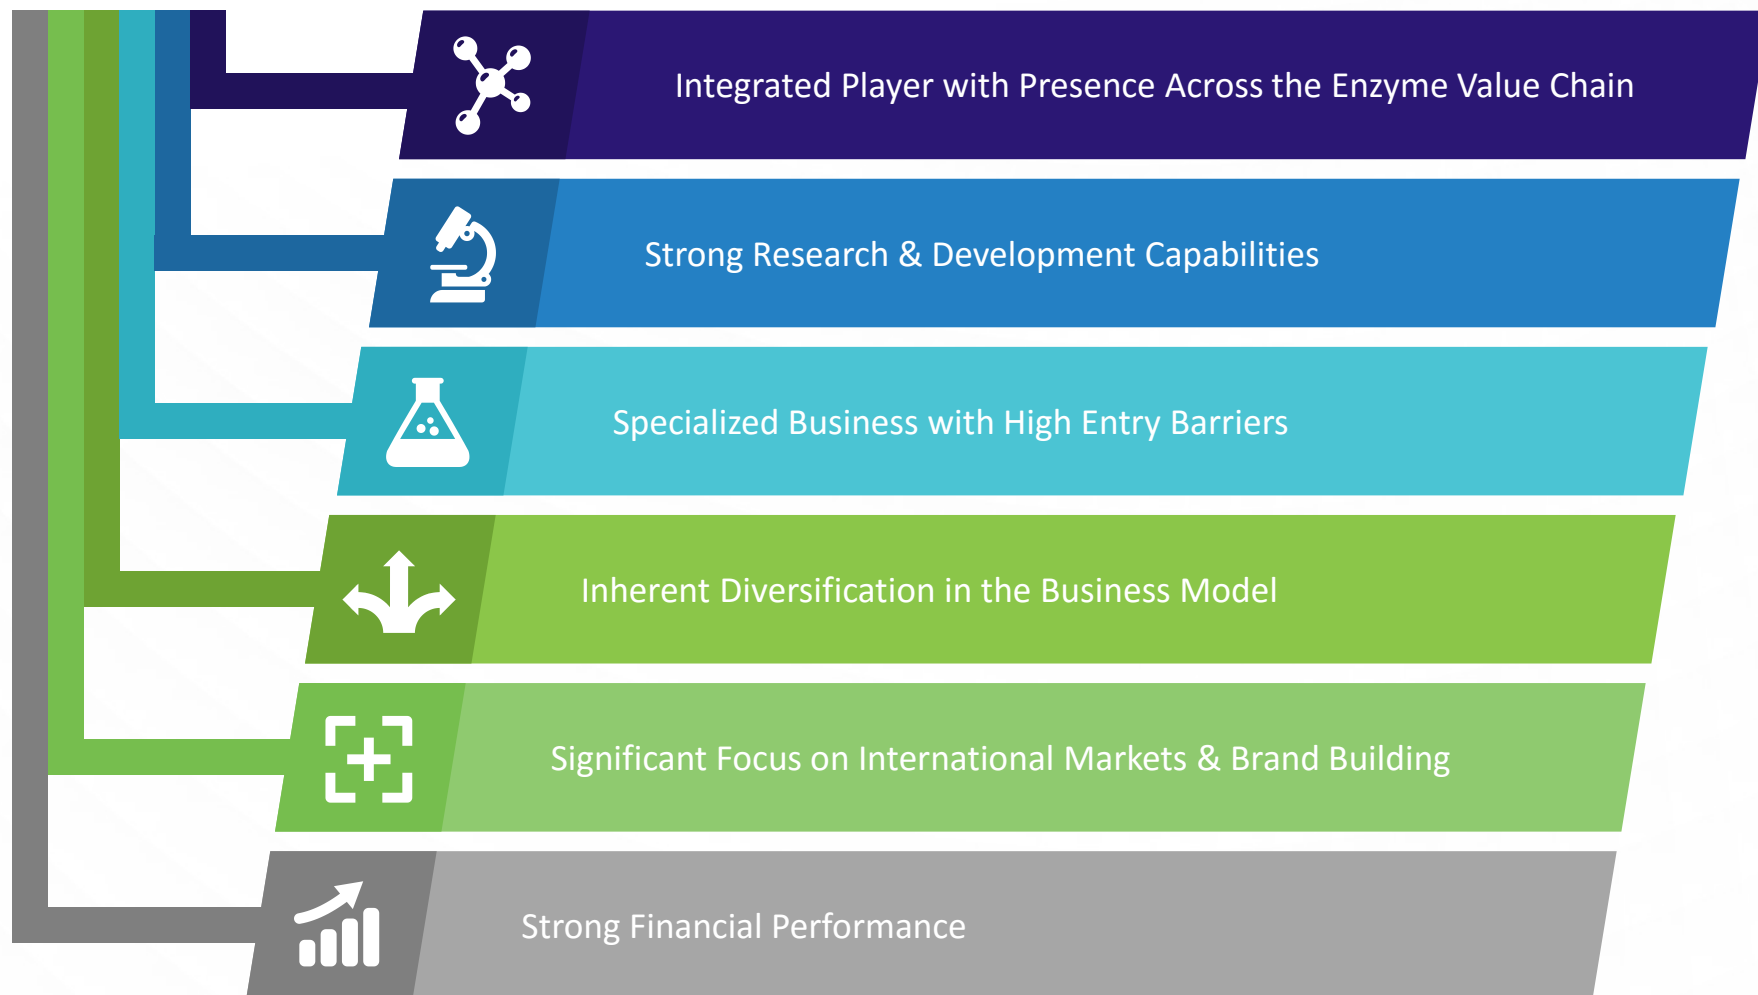 Integrated Player with Presence Across the Enzyme Value Chain
Strong Research & Development Capabilities
Specialized Business with High Entry Barriers
Inherent Diversification in the Business Model
Significant Focus on International Markets & Brand Building
Strong Financial Performance